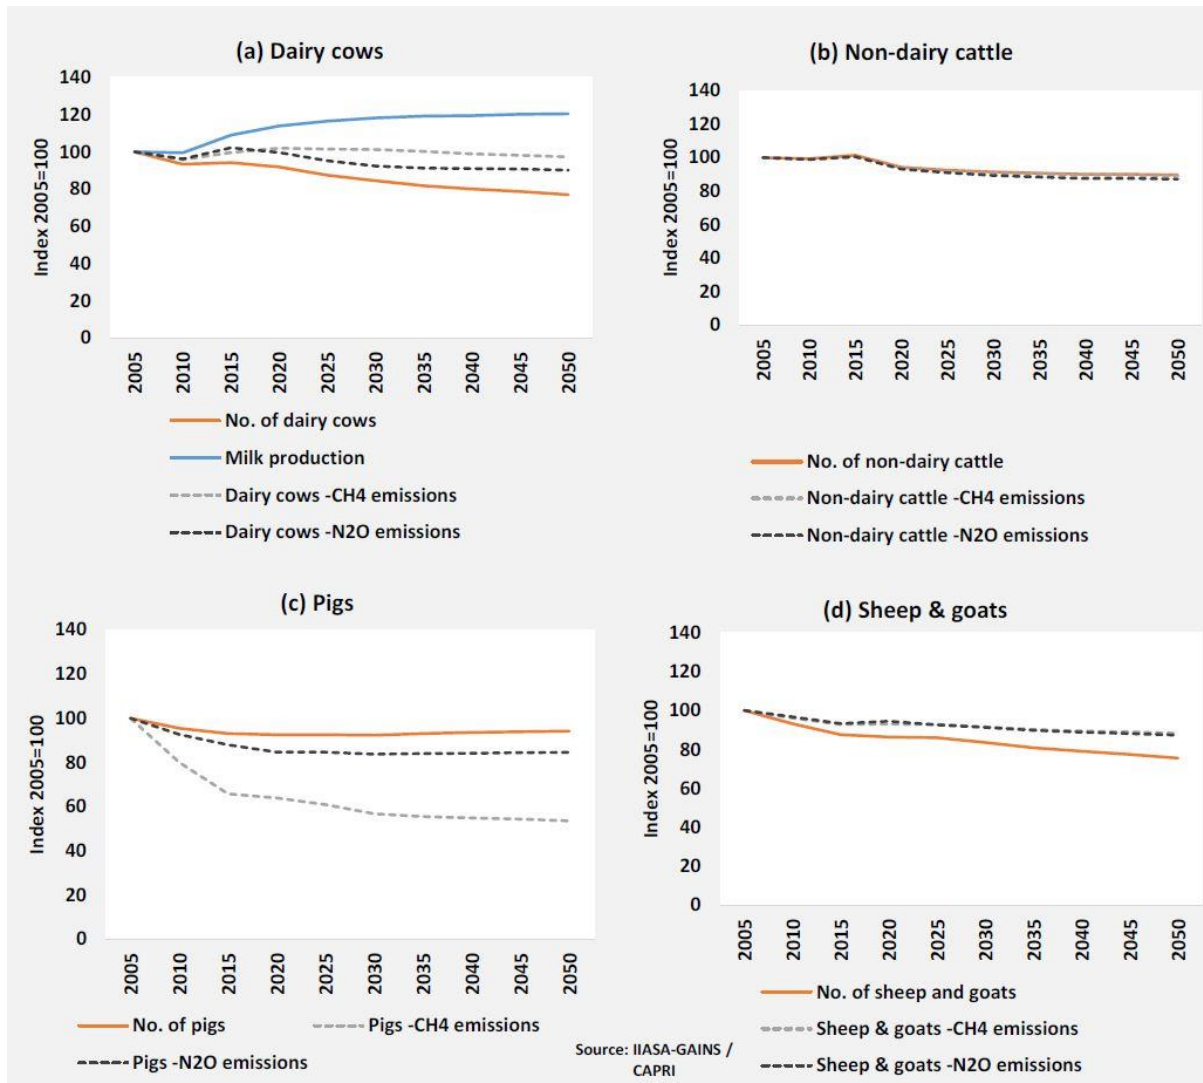 (a) Dairy cows
Index 2005=100
140
120
100
80
60
40
20
0
2005 2010 2015 2020 2025 2030 2035 2040 2045 2050
No. of dairy cows
Milk production
Dairy cows -CH4 emissions
Dairy cows -N2O emissions
(b) Non-dairy cattle
Index 2005=100
140
120
100
80
60
40
20
0
2005 2010 2015 2020 2025 2030 2035 2040 2045 2050
No. of non-dairy cattle
Non-dairy cattle -CH4 emissions
Non-dairy cattle -N2O emissions
(c) Pigs
Index 2005=100
140
120
100
80
60
40
20
0
2005 2010 2015 2020 2025 2030 2035 2040 2045 2050
No. of pigs Pigs -CH4 emissions
Pigs -N2O emissions
(d) Sheep & goats
Index 2005=100
140
120
100
80
60
40
20
0
2005 2010 2015 2020 2025 2030 2035 2040 2045 2050
No. of sheep and goats
Sheep & goats -CH4 emissions
Sheep & goats -N2O emissions
Source: IIASA-GAINS /
CAPRI